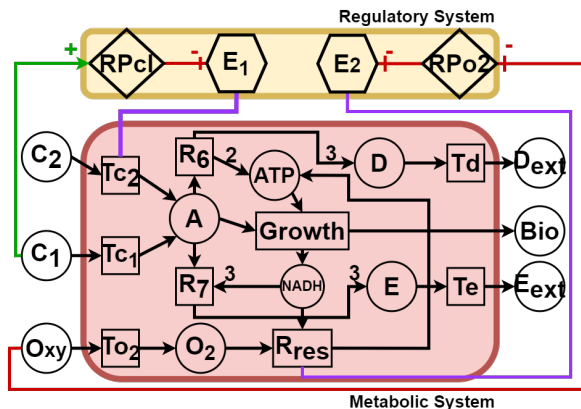 Regulatory System
+
RPcl
-
E1
E2
-
RPo2
-
C2
Tc2
R6
2
ATP
3
D
Td
Dext
A
Growth
Bio
C1
Tc1
R7
3
NADH
3
E
Te
Eext
Oxy
To2
O2
Rres
Metabolic System